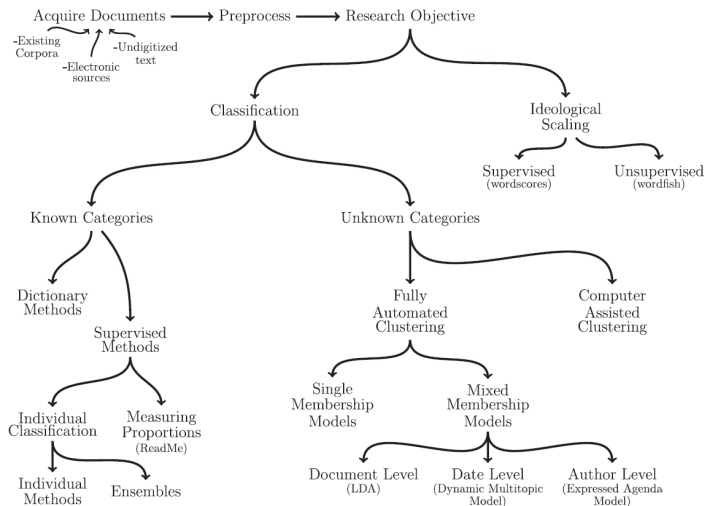 Acquire Documents
Preprocess
Research Objective
-Existing
Corpora
-Electronic
sources
-Undigitized
text
Classification
Ideological
Scaling
Supervised
(wordscores)
Unsupervised
(wordfish)
Known Categories
Unknown Categories
Dictionary
Methods
Supervised
Methods
Fully
Automated
Clustering
Computer
Assisted
Clustering
Individual
Classification
Measuring
Proportions
(ReadMe)
Single
Membership
Models
Mixed
Membership
Models
Individual
Methods
Ensembles
Document Level
(LDA)
Date Level
(Dynamic Multitopic
Model)
Author Level
(Expressed Agenda
Model)